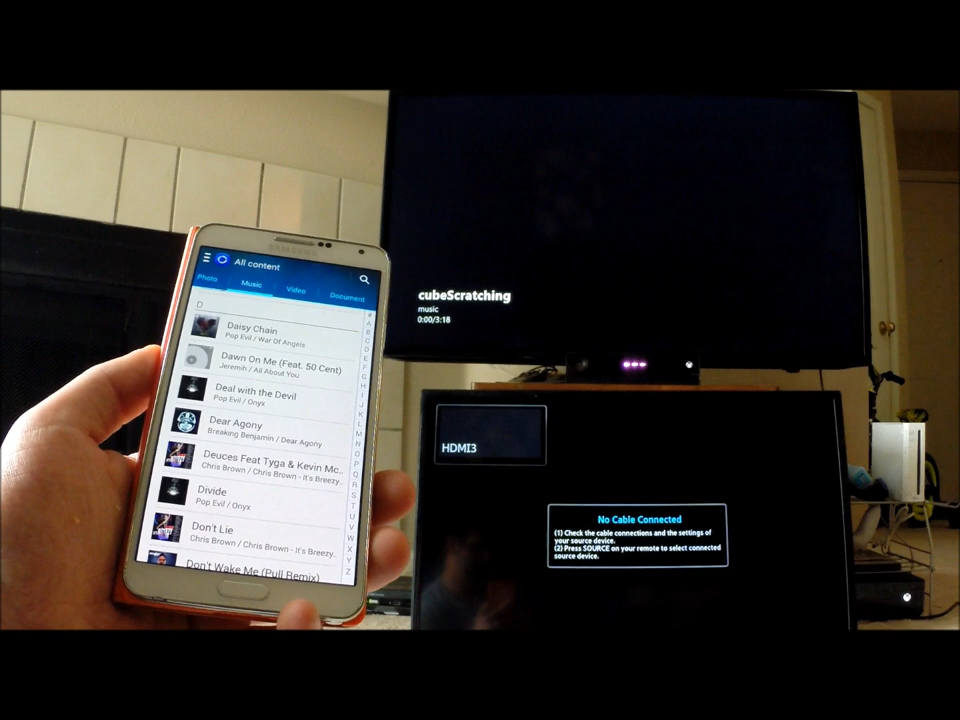 SAMSUNG
All content
Photo
Music
Video
Document
D
Daisy Chain
Pop Evil / War Of Angels
Dawn On Me (Feat. 50 Cent)
Jeremih / All About You
Deal with the Devil
Pop Evil / Onyx
Dear Agony
Breaking Benjamin / Dear Agony
Deuces Feat Tyga & Kevin Mc..
Chris Brown / Chris Brown - It's Breezy..
Divide
Pop Evil / Onyx
Don't Lie
Chris Brown / Chris Brown - It's Breezy..
Don't Wake Me (Pull Remix)
#
A
B
C
D
E
F
G
H
I
J
K
L
M
N
O
P
Q
R
S
T
U
V
W
X
Y
Z
cubeScratching
music
0:00/3:18
HDMI3
No Cable Connected
(1) Check the cable connections and the settings of
your source device.
(2) Press SOURCE on your remote to select connected
source device.